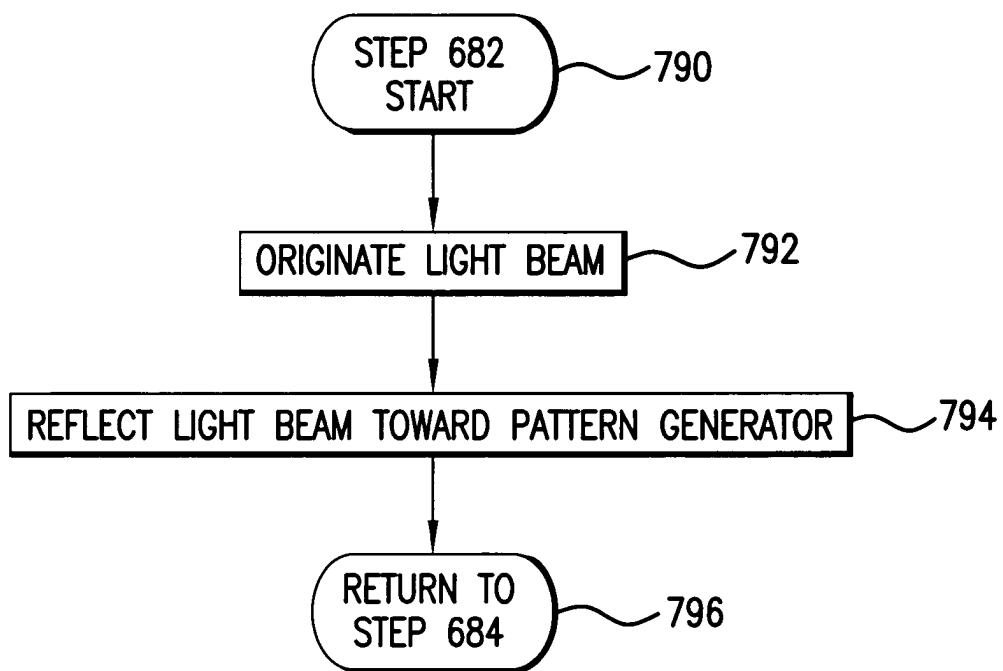 STEP 682
START
790
ORIGINATE LIGHT BEAM
792
REFLECT LIGHT BEAM TOWARD PATTERN GENERATOR
794
RETURN TO
STEP 684
796